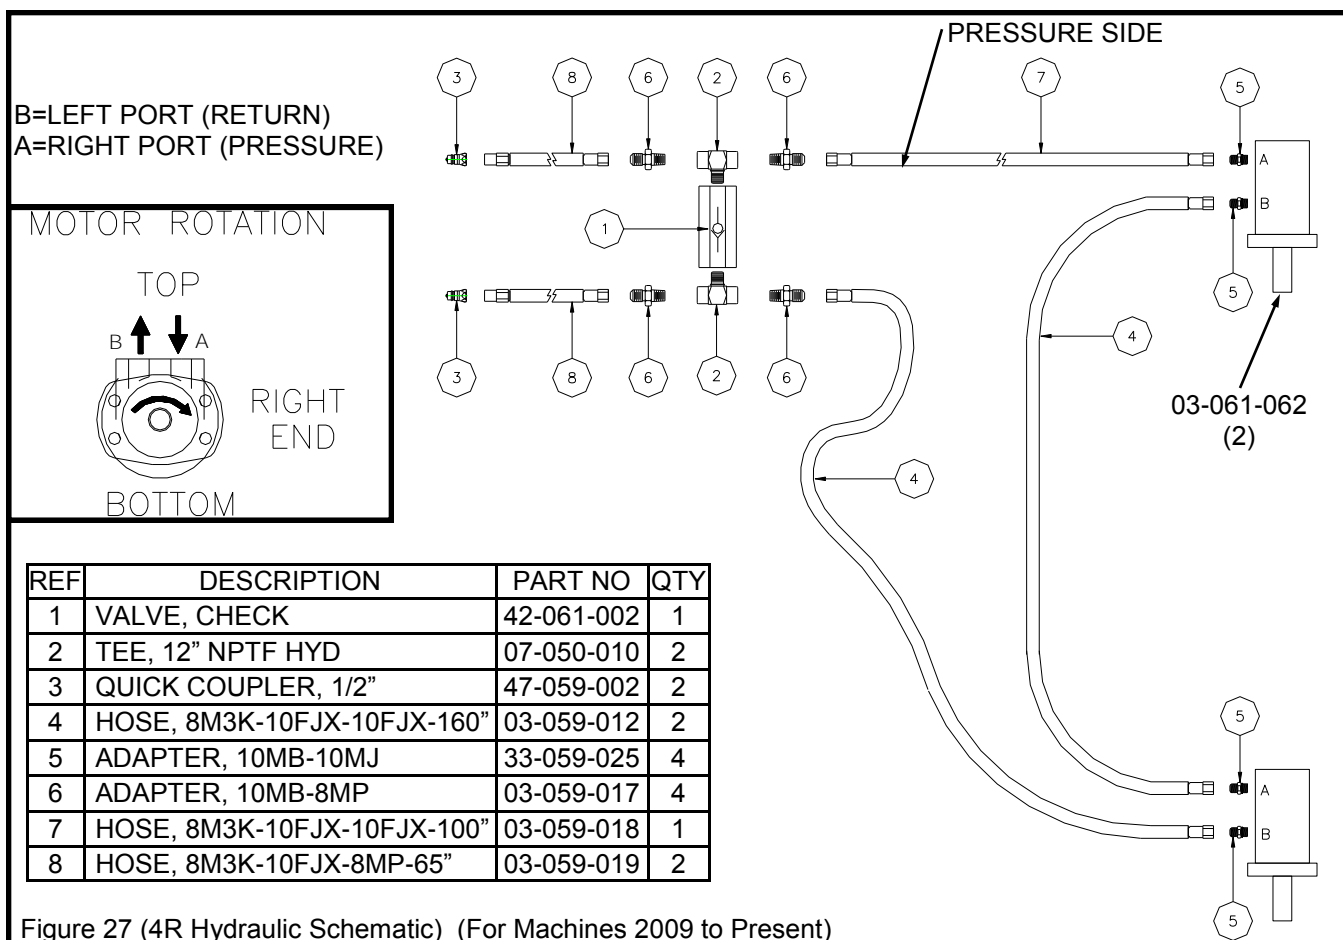 PRESSURE SIDE
3 8 6 2 6 7 5
B=LEFT PORT (RETURN)
A=RIGHT PORT (PRESSURE)
A
B
1
5
MOTOR ROTATION
TOP
B A
RIGHT
END
BOTTOM
3 8 6 2 6
4
03-061-062
(2)
4
REF DESCRIPTION PART NO QTY
1 VALVE, CHECK 42-061-002 1
2 TEE, 12" NPTF HYD 07-050-010 2
3 QUICK COUPLER, 1/2" 47-059-002 2
4 HOSE, 8M3K-10FJX-10FJX-160" 03-059-012 2
5 ADAPTER, 10MB-10MJ 33-059-025 4
6 ADAPTER, 10MB-8MP 03-059-017 4
7 HOSE, 8M3K-10FJX-10FJX-100" 03-059-018 1
8 HOSE, 8M3K-10FJX-8MP-65" 03-059-019 2
5
A
B
5
Figure 27 (4R Hydraulic Schematic) (For Machines 2009 to Present)